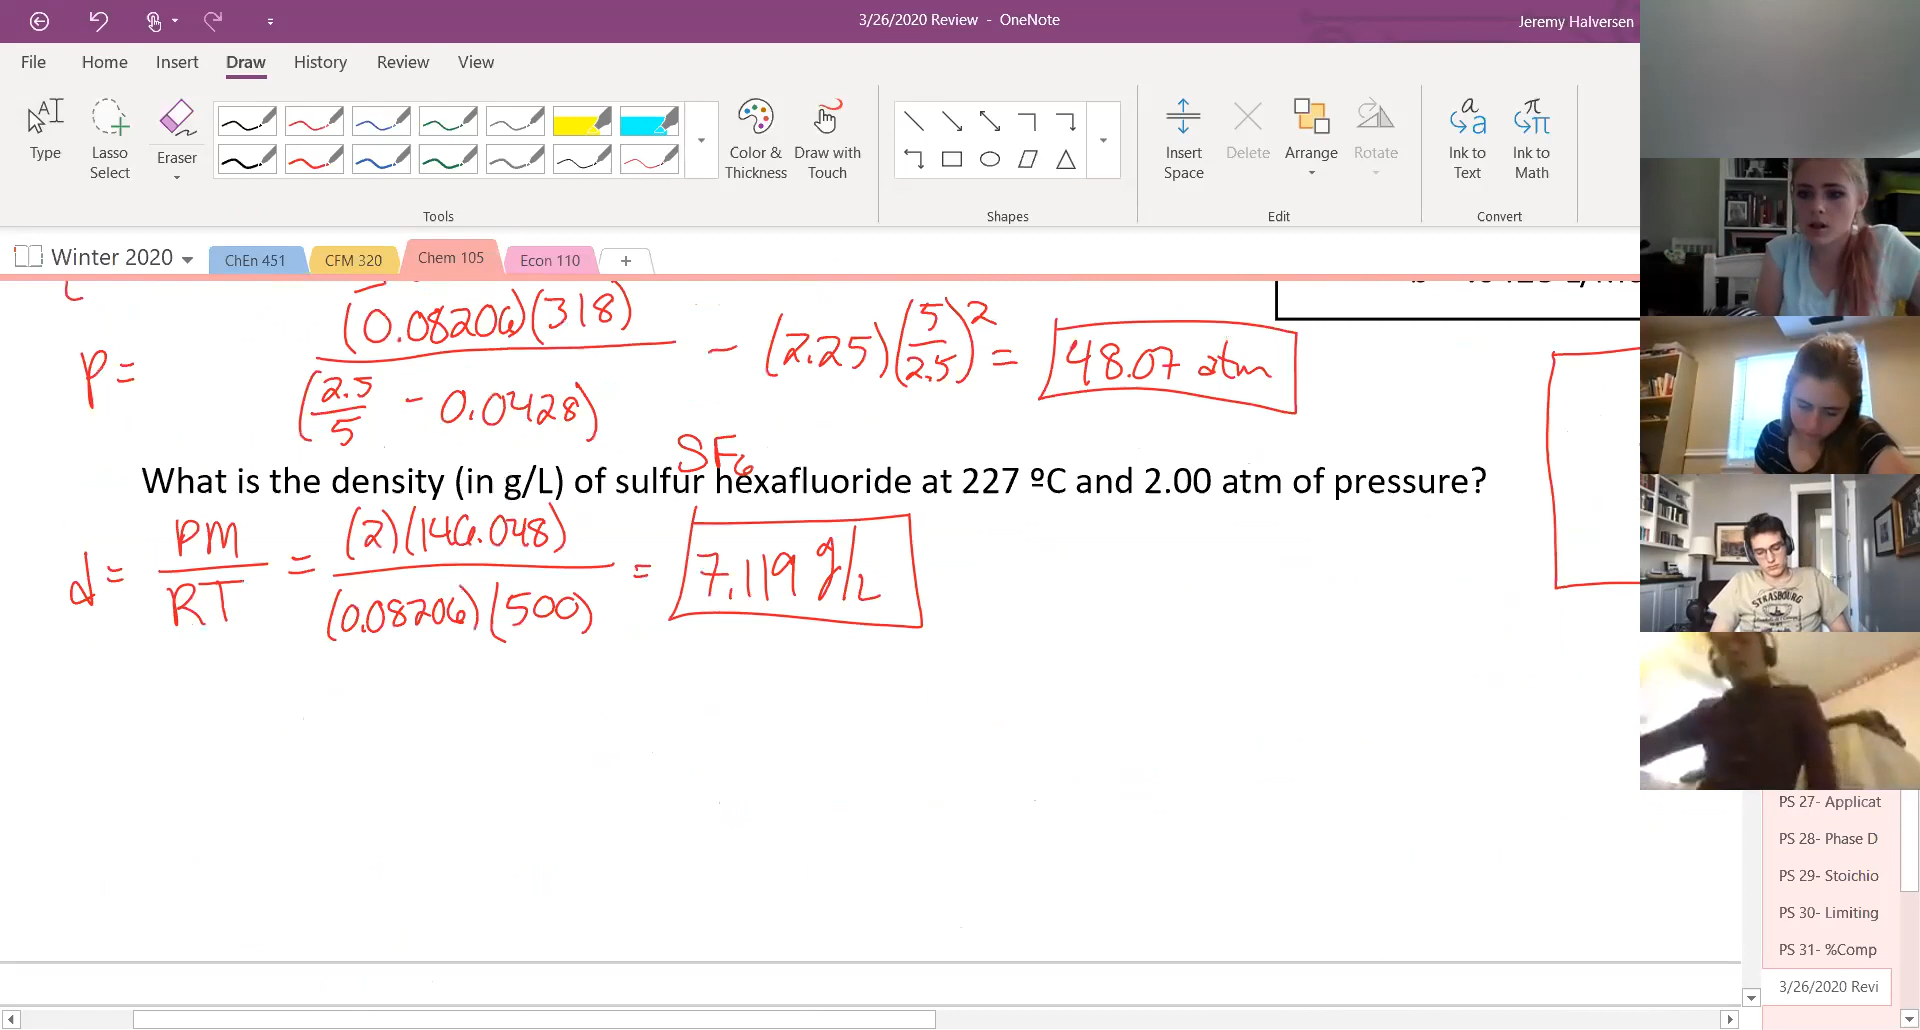 3/26/2020 Review - OneNote
Jeremy Halversen
File Home Insert Draw History Review View
Type
Lasso Select
Eraser
Color & Thickness
Draw with Touch
Insert Space
Delete
Arrange
Rotate
Ink to Text
Ink to Math
Tools
Shapes
Edit
Convert
Winter 2020
ChEn 451
CFM 320
Chem 105
Econ 110
P = (0.08206)(318) / (2.5/5 - 0.0428) - (2.25)(5/2.5)^2 = 48.07 atm
SF6
What is the density (in g/L) of sulfur hexafluoride at 227 ºC and 2.00 atm of pressure?
d = PM/RT = (2)(146.048) / (0.08206)(500) = 7.119 g/L
STRASBOURG
PS 27- Applicat
PS 28- Phase D
PS 29- Stoichio
PS 30- Limiting
PS 31- %Comp
3/26/2020 Revi